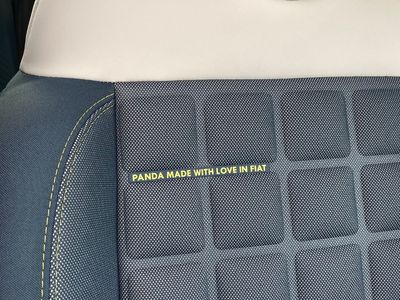 PANDA MADE WITH LOVE IN FIAT